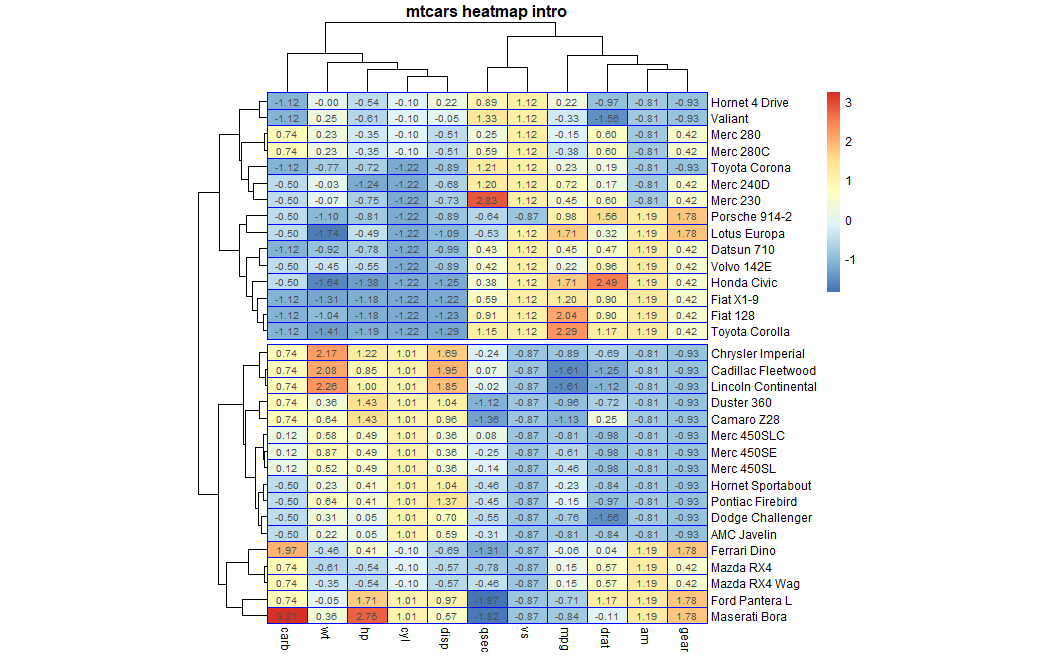 mtcars heatmap intro
-1.12 -0.00 -0.54 -0.10 0.22 0.89 1.12 0.22 -0.97 -0.81 -0.93 Hornet 4 Drive
-1.12 0.25 -0.61 -0.10 -0.05 1.33 1.12 -0.33 -1.56 -0.81 -0.93 Valiant
0.74 0.23 -0.35 -0.10 -0.51 0.25 1.12 -0.15 0.60 -0.81 0.42 Merc 280
0.74 0.23 -0.35 -0.10 -0.51 0.59 1.12 -0.38 0.60 -0.81 0.42 Merc 280C
-1.12 -0.77 -0.72 -1.22 -0.89 1.21 1.12 0.23 0.19 -0.81 -0.93 Toyota Corona
-0.50 -0.03 -1.24 -1.22 -0.68 1.20 1.12 0.72 0.17 -0.81 0.42 Merc 240D
-0.50 -0.07 -0.75 -1.22 -0.73 2.83 1.12 0.45 0.60 -0.81 0.42 Merc 230
-0.50 -1.10 -0.81 -1.22 -0.89 -0.64 -0.87 0.98 1.56 1.19 1.78 Porsche 914-2
-0.50 -1.74 -0.49 -1.22 -1.09 -0.53 1.12 1.71 0.32 1.19 1.78 Lotus Europa
-1.12 -0.92 -0.78 -1.22 -0.99 0.43 1.12 0.45 0.47 1.19 0.42 Datsun 710
-0.50 -0.45 -0.55 -1.22 -0.89 0.42 1.12 0.22 0.96 1.19 0.42 Volvo 142E
-0.50 -1.64 -1.38 -1.22 -1.25 0.38 1.12 1.71 2.49 1.19 0.42 Honda Civic
-1.12 -1.31 -1.18 -1.22 -1.22 0.59 1.12 1.20 0.90 1.19 0.42 Fiat X1-9
-1.12 -1.04 -1.18 -1.22 -1.23 0.91 1.12 2.04 0.90 1.19 0.42 Fiat 128
-1.12 -1.41 -1.19 -1.22 -1.29 1.15 1.12 2.29 1.17 1.19 0.42 Toyota Corolla
0.74 2.17 1.22 1.01 1.69 -0.24 -0.87 -0.89 -0.69 -0.81 -0.93 Chrysler Imperial
0.74 2.08 0.85 1.01 1.95 0.07 -0.87 -1.61 -1.25 -0.81 -0.93 Cadillac Fleetwood
0.74 2.26 1.00 1.01 1.85 -0.02 -0.87 -1.61 -1.12 -0.81 -0.93 Lincoln Continental
0.74 0.36 1.43 1.01 1.04 -1.12 -0.87 -0.96 -0.72 -0.81 -0.93 Duster 360
0.74 0.64 1.43 1.01 0.96 -1.36 -0.87 -1.13 0.25 -0.81 -0.93 Camaro Z28
0.12 0.58 0.49 1.01 0.36 0.08 -0.87 -0.81 -0.98 -0.81 -0.93 Merc 450SLC
0.12 0.87 0.49 1.01 0.36 -0.25 -0.87 -0.61 -0.98 -0.81 -0.93 Merc 450SE
0.12 0.52 0.49 1.01 0.36 -0.14 -0.87 -0.46 -0.98 -0.81 -0.93 Merc 450SL
-0.50 0.23 0.41 1.01 1.04 -0.46 -0.87 -0.23 -0.84 -0.81 -0.93 Hornet Sportabout
-0.50 0.64 0.41 1.01 1.37 -0.45 -0.87 -0.15 -0.97 -0.81 -0.93 Pontiac Firebird
-0.50 0.31 0.05 1.01 0.70 -0.55 -0.87 -0.76 -1.56 -0.81 -0.93 Dodge Challenger
-0.50 0.22 0.05 1.01 0.59 -0.31 -0.87 -0.81 -0.84 -0.81 -0.93 AMC Javelin
1.97 -0.46 0.41 -0.10 -0.69 -1.31 -0.87 -0.06 0.04 1.19 1.78 Ferrari Dino
0.74 -0.61 -0.54 -0.10 -0.57 -0.78 -0.87 0.15 0.57 1.19 0.42 Mazda RX4
0.74 -0.35 -0.54 -0.10 -0.57 -0.46 -0.87 0.15 0.57 1.19 0.42 Mazda RX4 Wag
0.74 -0.05 1.71 1.01 0.97 -1.87 -0.87 -0.71 1.17 1.19 1.78 Ford Pantera L
3.21 0.36 2.75 1.01 0.57 -1.82 -0.87 -0.84 -0.11 1.19 1.78 Maserati Bora
carb wt hp cyl disp qsec vs mpg drat am gear
3
2
1
0
-1